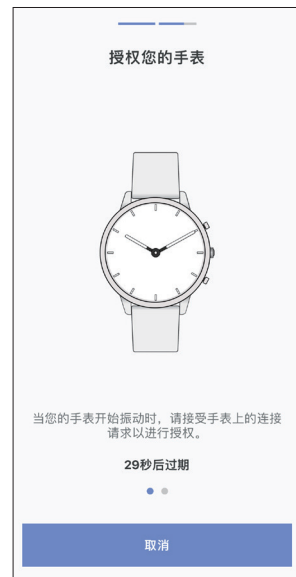 授权您的手表
当您的手表开始振动时，请接受手表上的连接
请求以进行授权。
29秒后过期
取消